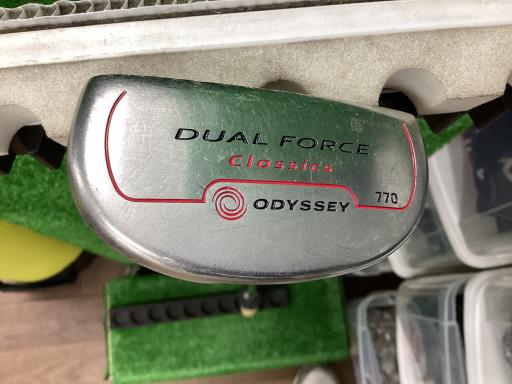 DUAL FORCE
Classics
770
ODYSSEY